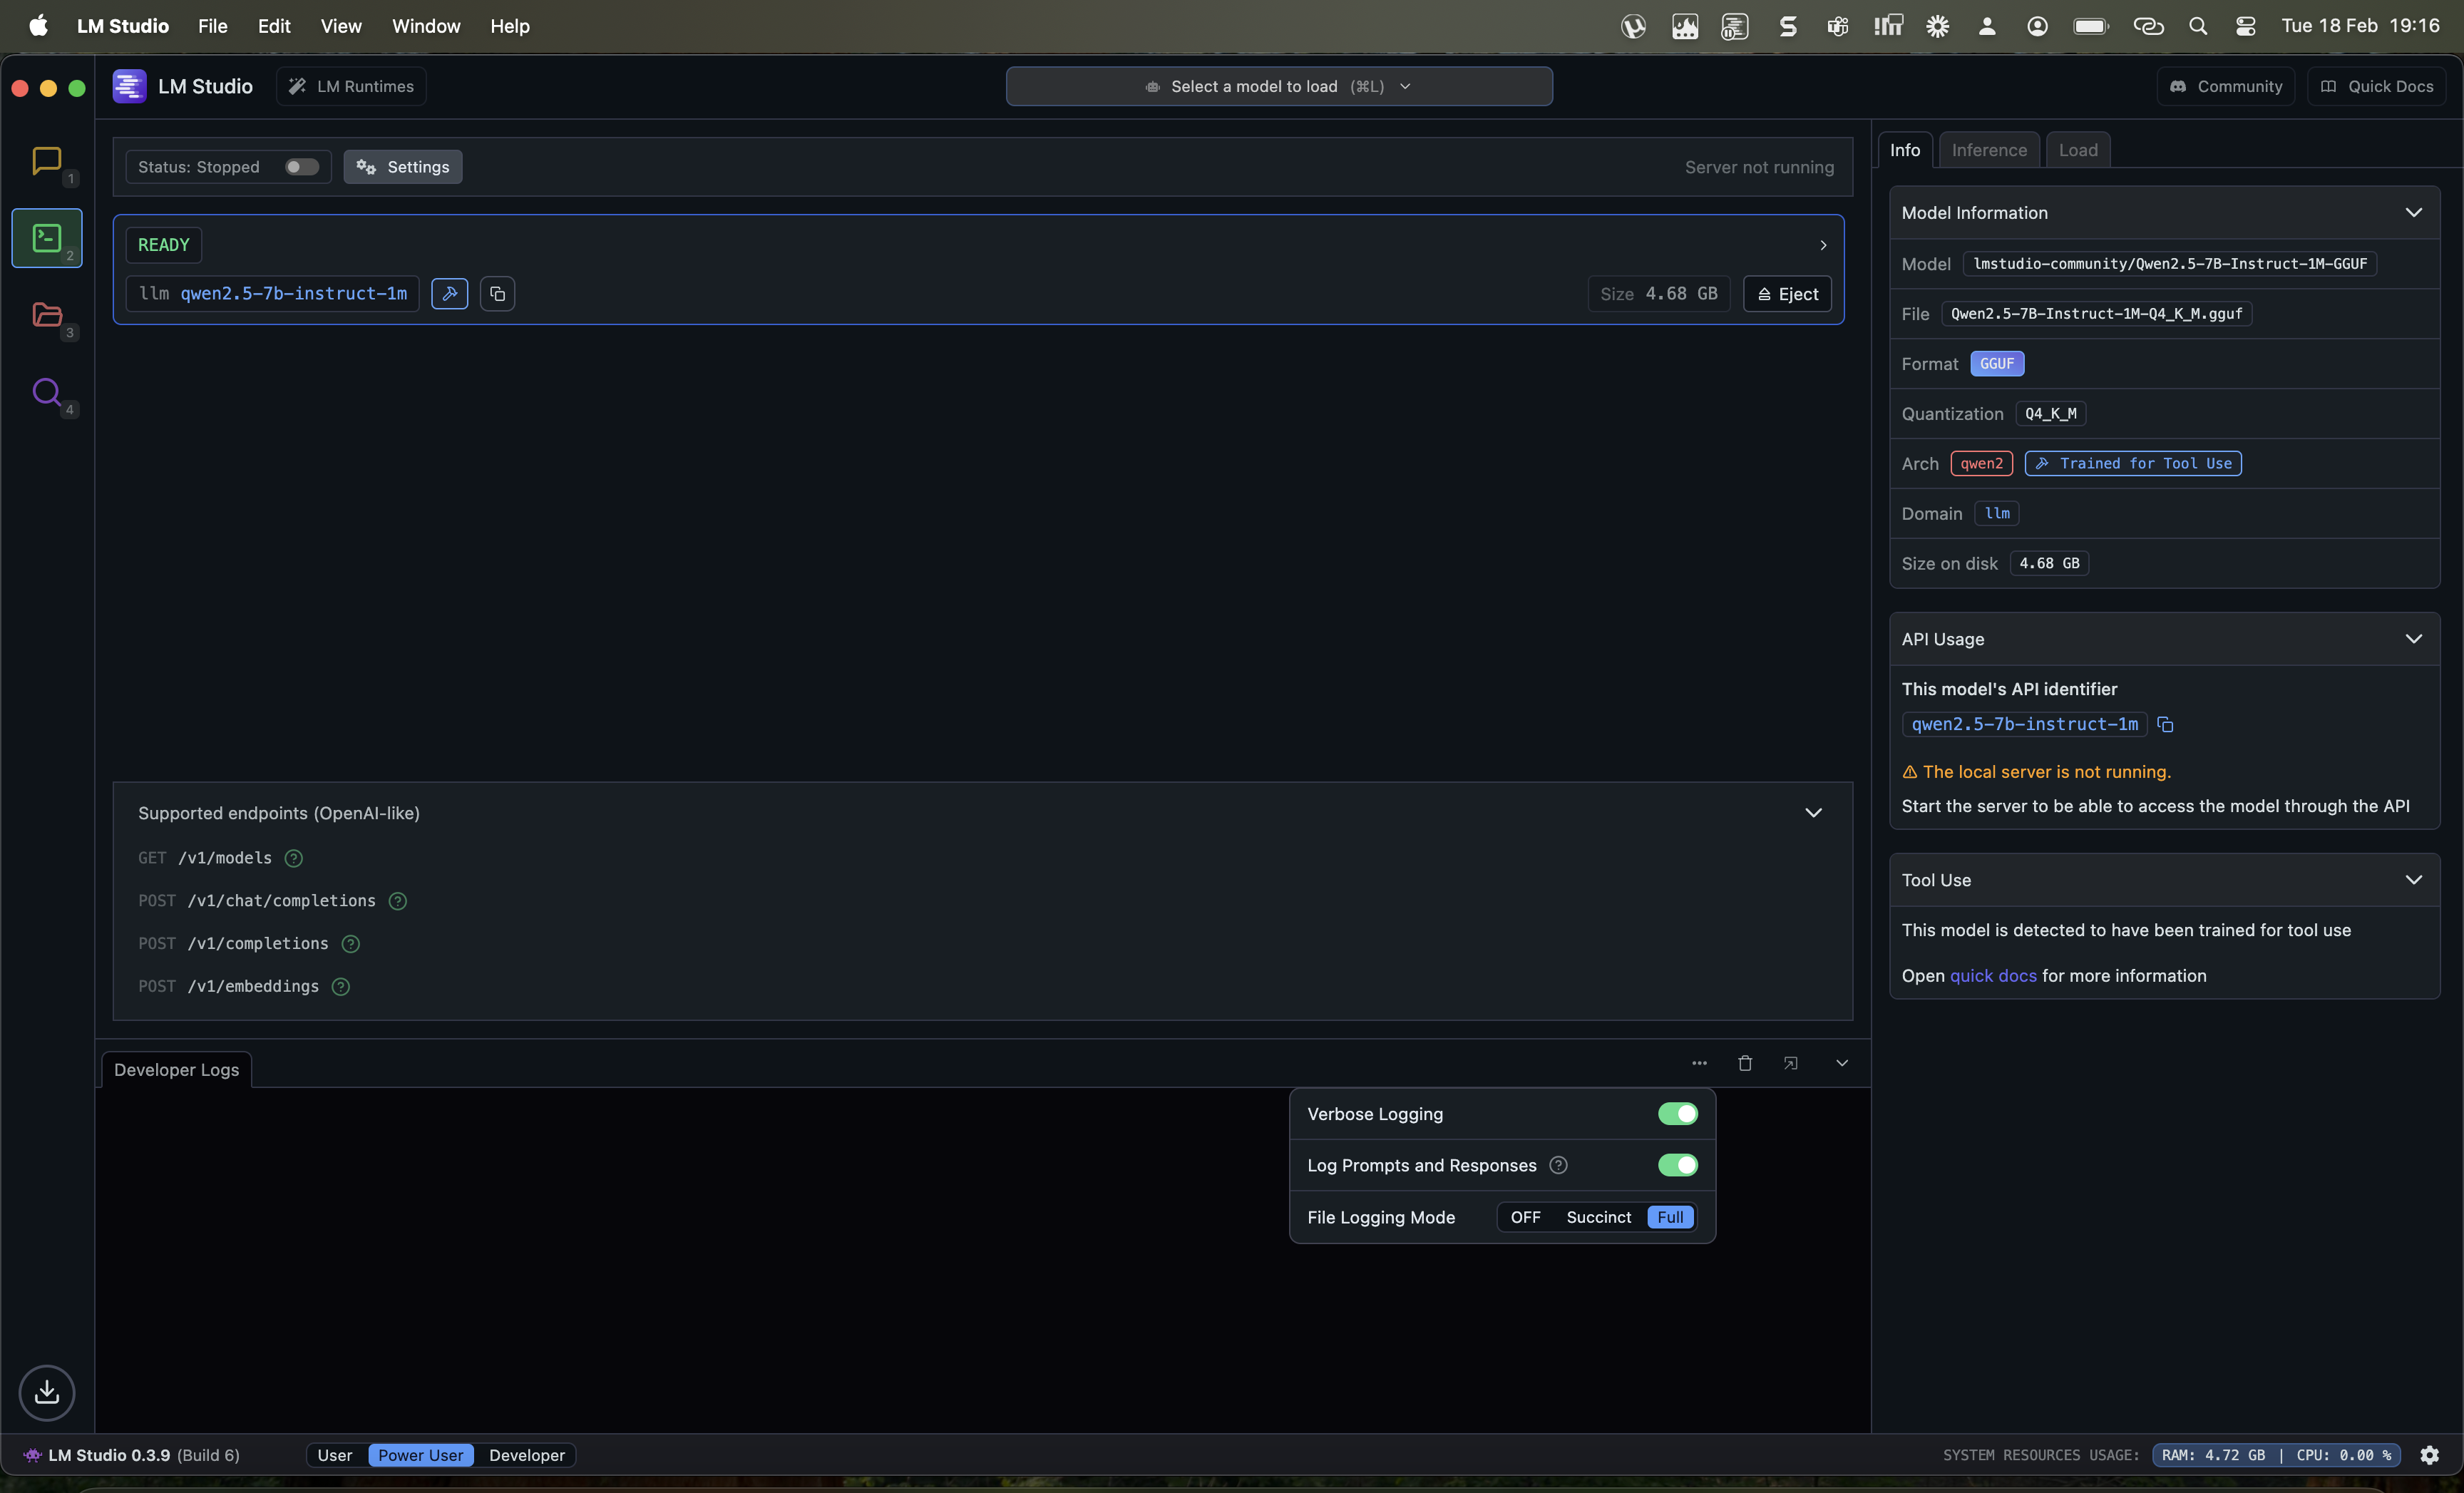 LM Studio File Edit View Window Help Tue 18 Feb 19:16
LM Studio LM Runtimes Select a model to load (⌘L) Community Quick Docs
1
2
3
4
Status: Stopped Settings Server not running
READY
llm qwen2.5-7b-instruct-1m Size 4.68 GB Eject
Supported endpoints (OpenAI-like)
GET /v1/models ?
POST /v1/chat/completions ?
POST /v1/completions ?
POST /v1/embeddings ?
Developer Logs
Verbose Logging
Log Prompts and Responses ?
File Logging Mode OFF Succinct Full
Info Inference Load
Model Information
Model lmstudio-community/Qwen2.5-7B-Instruct-1M-GGUF
File Qwen2.5-7B-Instruct-1M-Q4_K_M.gguf
Format GGUF
Quantization Q4_K_M
Arch qwen2 Trained for Tool Use
Domain llm
Size on disk 4.68 GB
API Usage
This model's API identifier
qwen2.5-7b-instruct-1m
The local server is not running.
Start the server to be able to access the model through the API
Tool Use
This model is detected to have been trained for tool use
Open quick docs for more information
LM Studio 0.3.9 (Build 6) User Power User Developer SYSTEM RESOURCES USAGE: RAM: 4.72 GB | CPU: 0.00 %